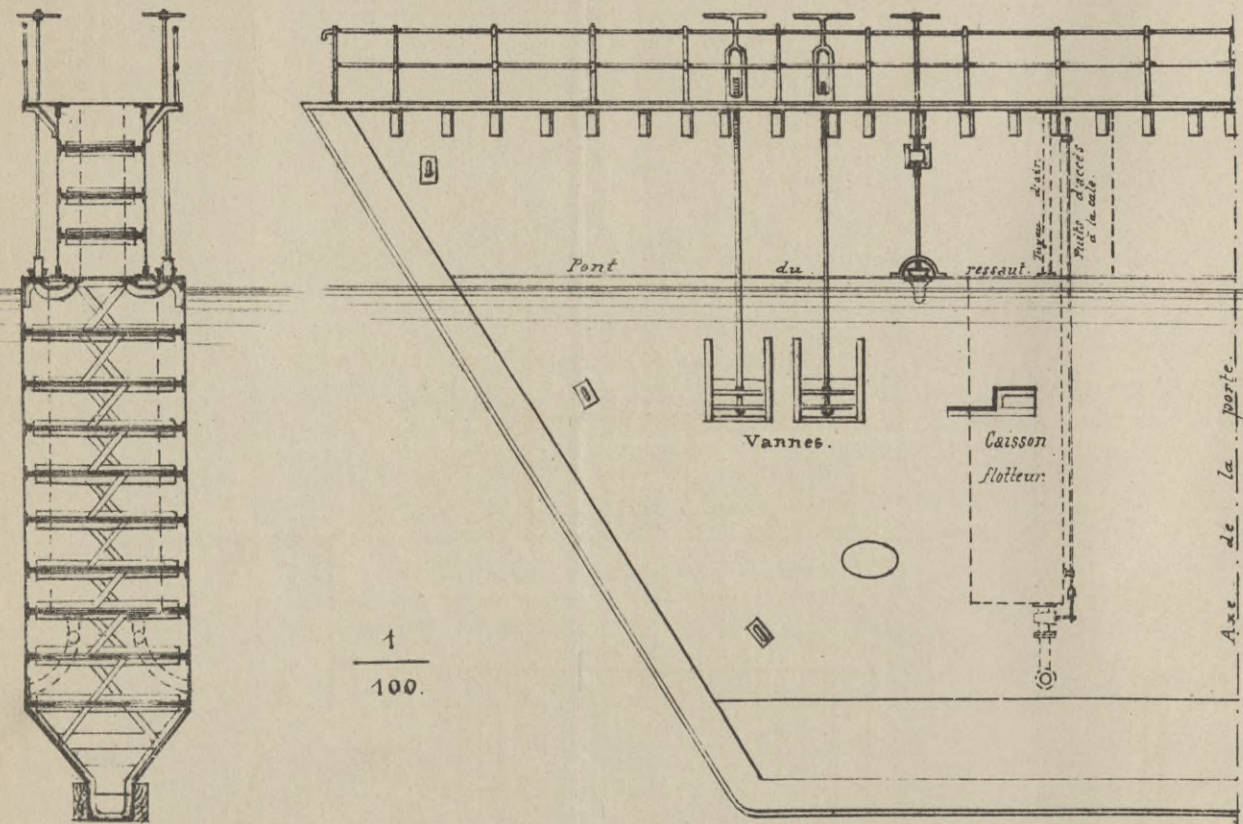 Tuyau d'air.
Puits d'accès
à la cale.
Pont du ressaut.
Vannes.
Caisson
flotteur.
1
100.
Axe de la porte.